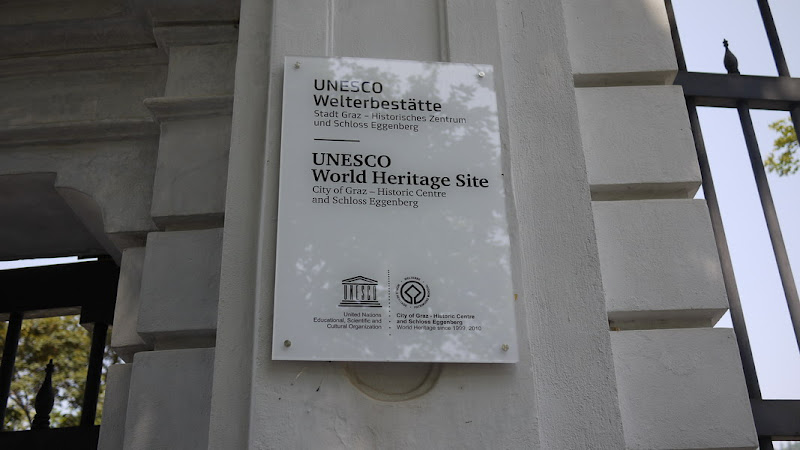 UNESCO
Welterbestätte
Stadt Graz – Historisches Zentrum
und Schloss Eggenberg
UNESCO
World Heritage Site
City of Graz – Historic Centre
and Schloss Eggenberg
UNESCO
United Nations
Educational, Scientific and
Cultural Organization
City of Graz - Historic Centre
and Schloss Eggenberg
World Heritage since 1999, 2010